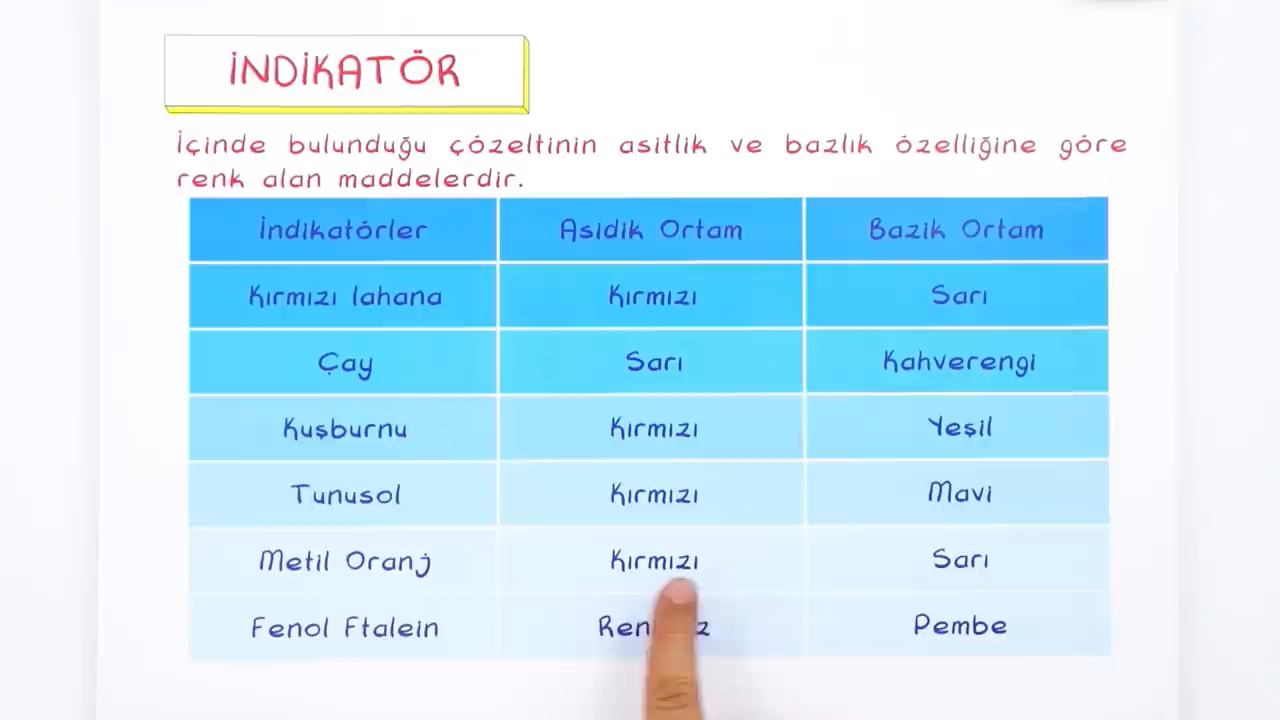 İNDİKATÖR
İçinde bulunduğu çözeltinin asitlik ve bazlık özelliğine göre
renk alan maddelerdir.
İndikatörler Asidik Ortam Bazik Ortam
Kırmızı lahana Kırmızı Sarı
Çay Sarı Kahverengi
Kuşburnu Kırmızı Yeşil
Tunusol Kırmızı Mavi
Metil Oranj Kırmızı Sarı
Fenol Ftalein Pembe